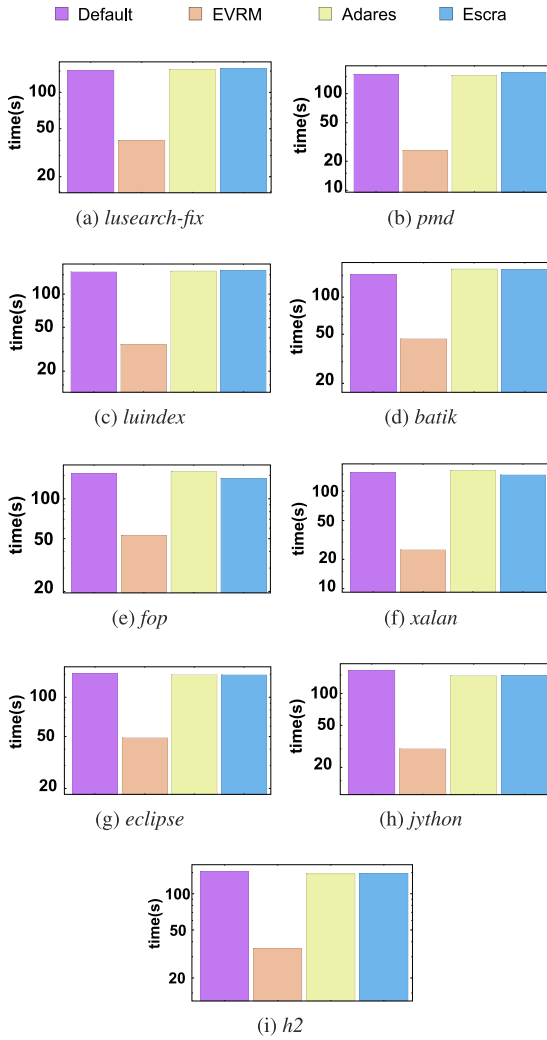 Default EVRM Adares Escra
time(s) 100 50 20
time(s) 100 50 20 10
(a) lusearch-fix (b) pmd
time(s) 100 50 20
time(s) 100 50 20
(c) luindex (d) batik
time(s) 100 50 20
time(s) 100 50 20 10
(e) fop (f) xalan
time(s) 100 50 20
time(s) 100 20
(g) eclipse (h) jython
time(s) 100 50 20
(i) h2